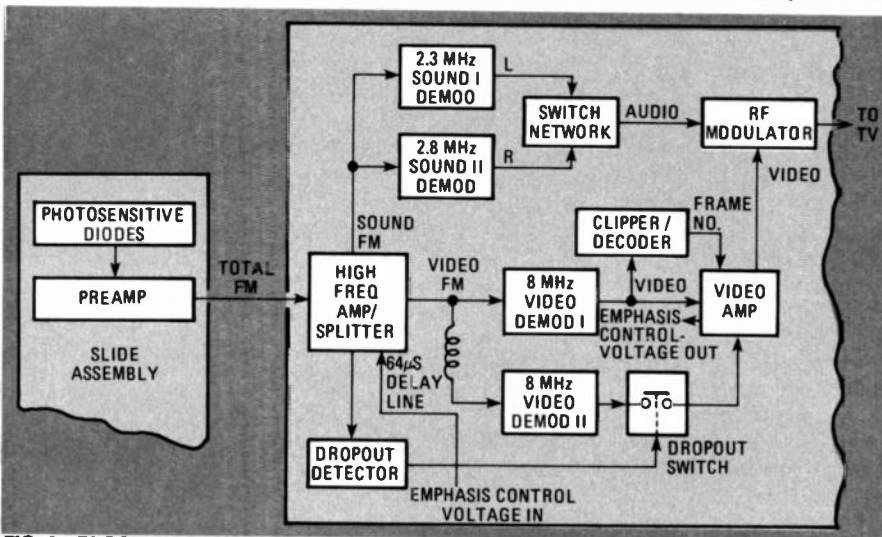 2.3 MHz
SOUND I
DEMOO
L
2.8 MHz
SOUND II
DEMOD
R
SWITCH
NETWORK
AUDIO
RF
MODULATOR
TO
TV
VIDEO
PHOTOSENSITIVE
DIODES
PREAMP
SLIDE
ASSEMBLY
TOTAL
FM
SOUND
FM
HIGH
FREQ
AMP/
SPLITTER
VIDEO
FM
CLIPPER/
DECODER
FRAME
NO.
8 MHz
VIDEO
DEMOD I
VIDEO
EMPHASIS
CONTROL-
VOLTAGE OUT
VIDEO
AMP
64µS
DELAY
LINE
8 MHz
VIDEO
DEMOD II
DROPOUT
SWITCH
DROPOUT
DETECTOR
EMPHASIS CONTROL
VOLTAGE IN